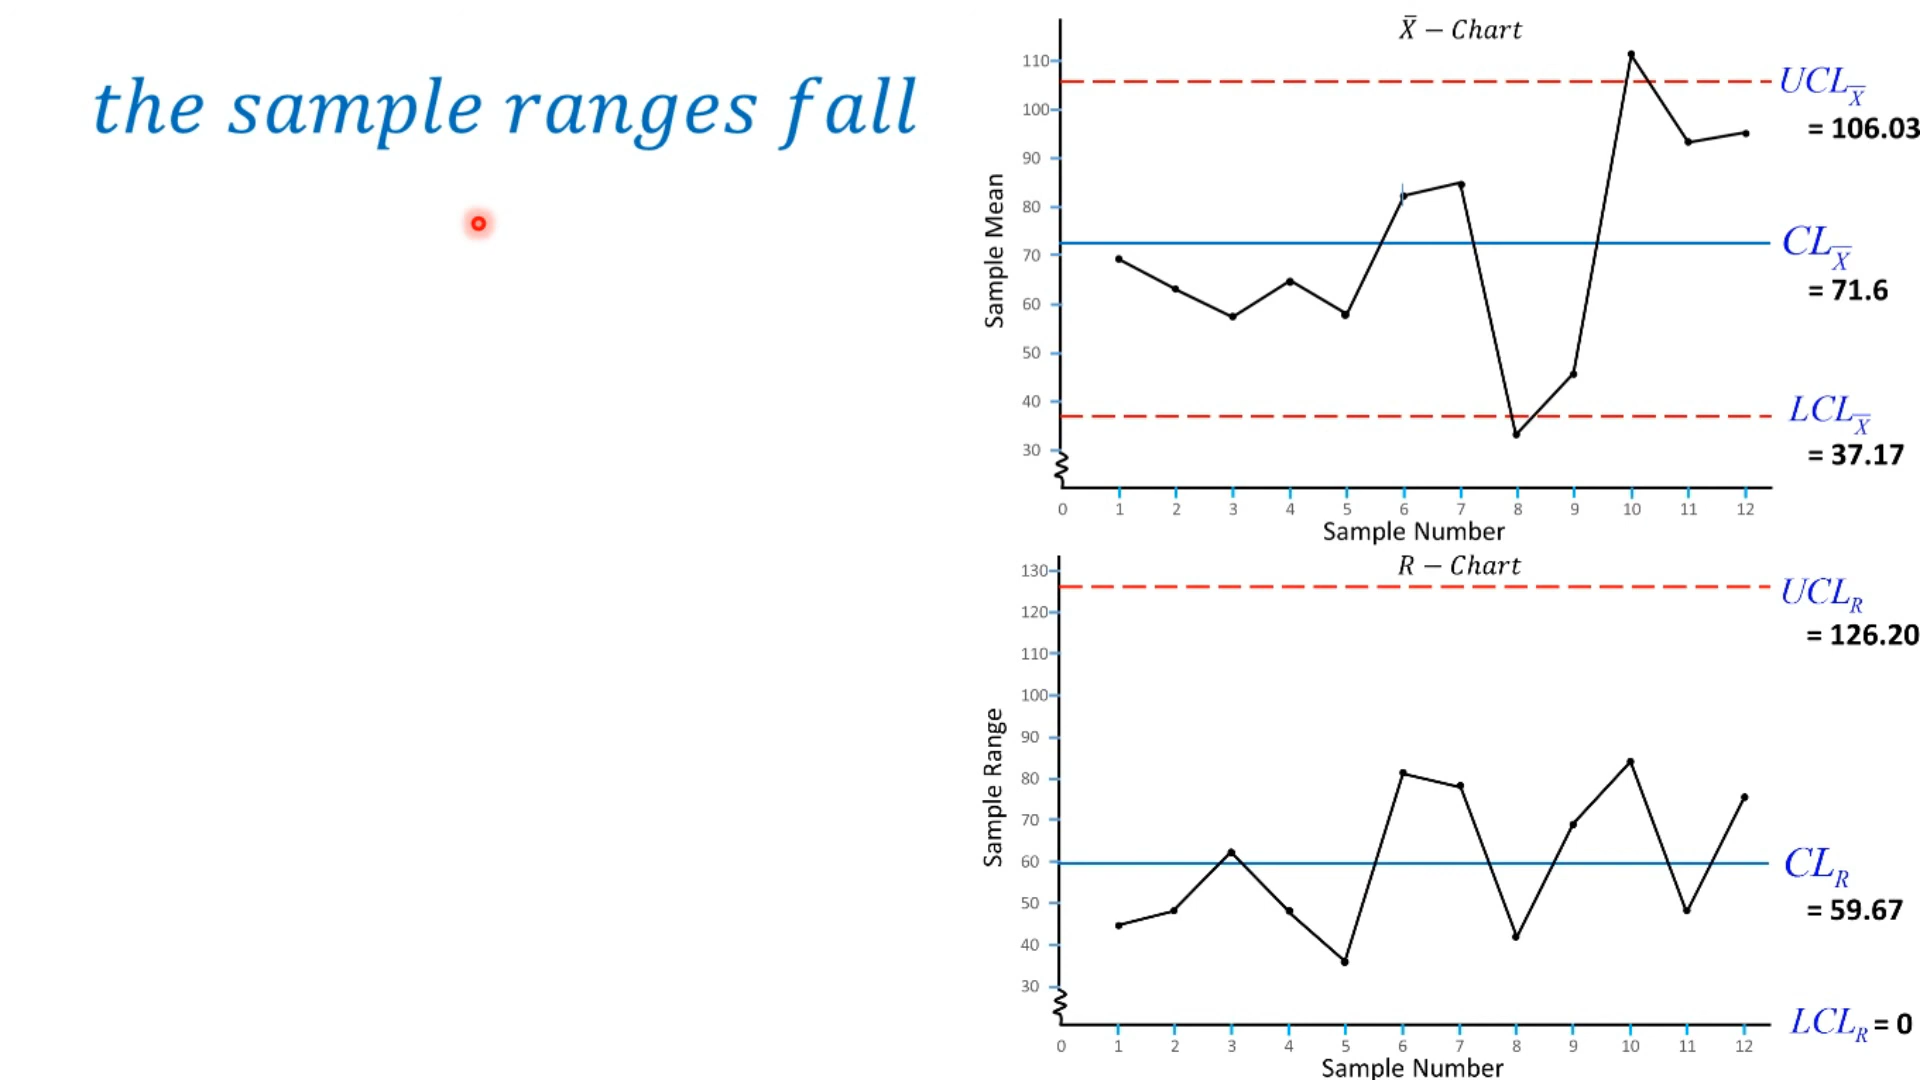 the sample ranges fall
X̄ − Chart
110
100
90
80
70
60
50
40
30
Sample Mean
UCL_X̄
= 106.03
CL_X̄
= 71.6
LCL_X̄
= 37.17
0 1 2 3 4 5 6 7 8 9 10 11 12
Sample Number
R − Chart
130
120
110
100
90
80
70
60
50
40
30
Sample Range
UCL_R
= 126.20
CL_R
= 59.67
LCL_R = 0
0 1 2 3 4 5 6 7 8 9 10 11 12
Sample Number